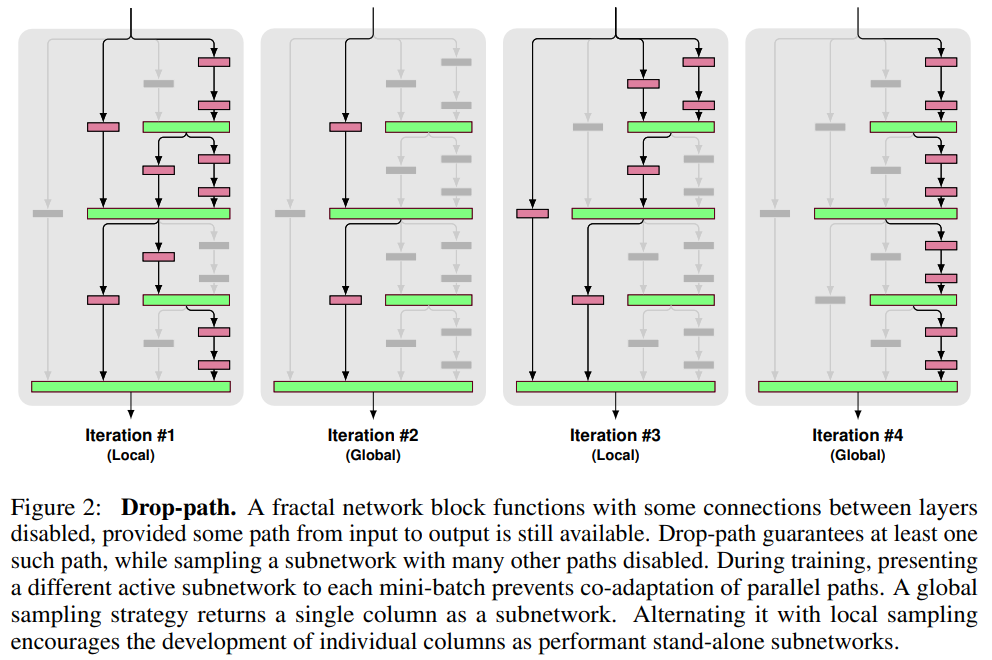 Iteration #1 Iteration #2 Iteration #3 Iteration #4
(Local) (Global) (Local) (Global)
Figure 2: Drop-path. A fractal network block functions with some connections between layers
disabled, provided some path from input to output is still available. Drop-path guarantees at least one
such path, while sampling a subnetwork with many other paths disabled. During training, presenting
a different active subnetwork to each mini-batch prevents co-adaptation of parallel paths. A global
sampling strategy returns a single column as a subnetwork. Alternating it with local sampling
encourages the development of individual columns as performant stand-alone subnetworks.